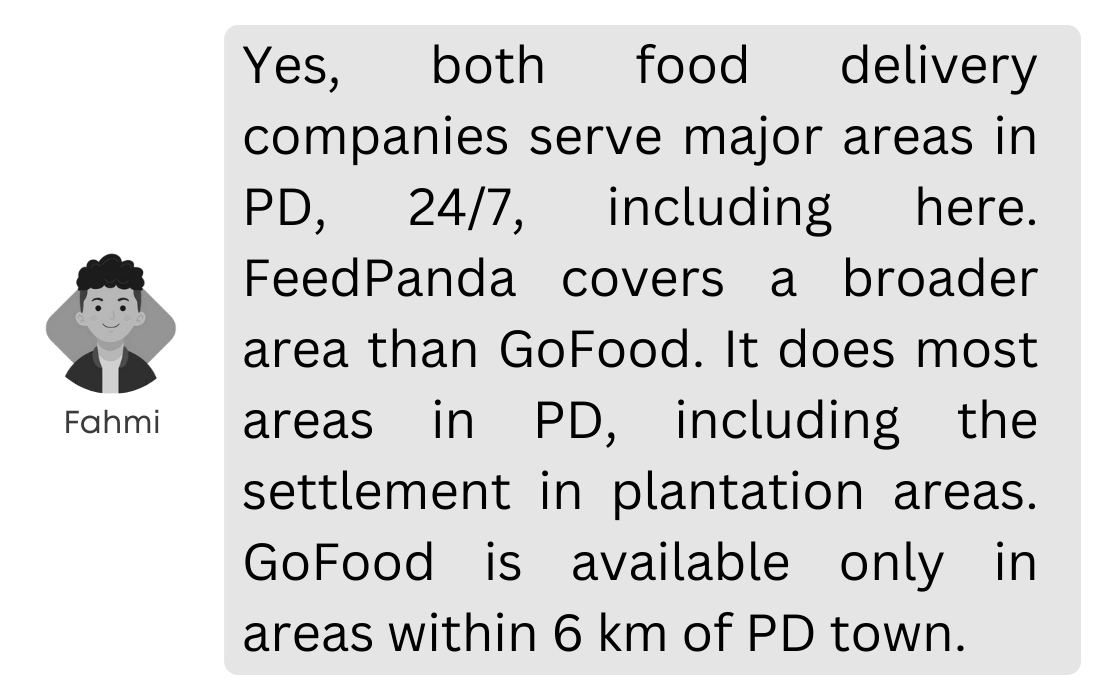 Yes, both food delivery
companies serve major areas in
PD, 24/7, including here.
FeedPanda covers a broader
area than GoFood. It does most
areas in PD, including the
settlement in plantation areas.
GoFood is available only in
areas within 6 km of PD town.
Fahmi